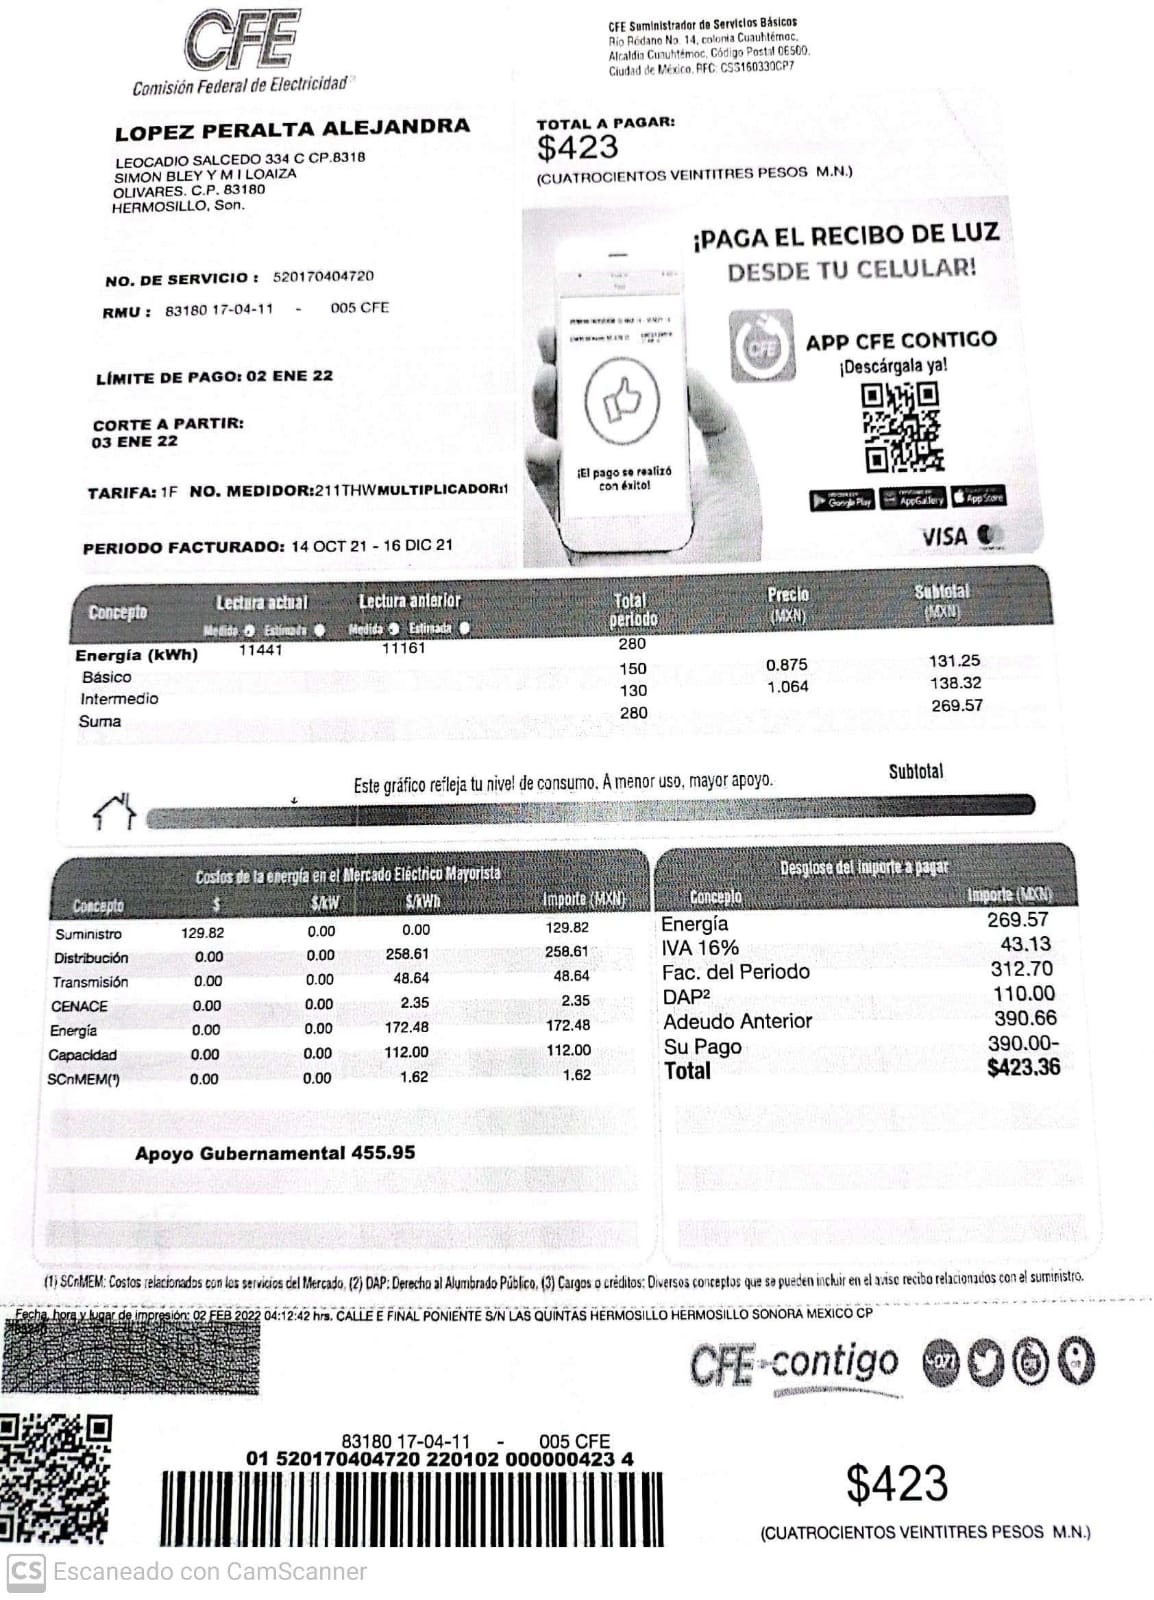 CFE
Comisión Federal de Electricidad
CFE Suministrador de Servicios Básicos
Río Ródano No. 14, colonia Cuauhtémoc,
Alcaldía Cuauhtémoc, Código Postal 06500,
Ciudad de México. RFC: CSS160330CP7
LOPEZ PERALTA ALEJANDRA
LEOCADIO SALCEDO 334 C CP.8318
SIMON BLEY Y M I LOAIZA
OLIVARES. C.P. 83180
HERMOSILLO, Son.
TOTAL A PAGAR:
$423
(CUATROCIENTOS VEINTITRES PESOS M.N.)
NO. DE SERVICIO : 520170404720
RMU : 83180 17-04-11 - 005 CFE
LÍMITE DE PAGO: 02 ENE 22
CORTE A PARTIR:
03 ENE 22
TARIFA: 1F NO. MEDIDOR:211THW MULTIPLICADOR:1
PERIODO FACTURADO: 14 OCT 21 - 16 DIC 21
¡PAGA EL RECIBO DE LUZ
DESDE TU CELULAR!
CFE
APP CFE CONTIGO
¡Descárgala ya!
¡El pago se realizó
con éxito!
Google Play AppGallery App Store
VISA
Concepto Lectura actual Lectura anterior Total periodo Precio (MXN) Subtotal (MXN)
Medida Estimada Medida Estimada
Energía (kWh) 11441 11161 280
Básico 150 0.875 131.25
Intermedio 130 1.064 138.32
Suma 280 269.57
Este gráfico refleja tu nivel de consumo. A menor uso, mayor apoyo.
Subtotal
Costos de la energía en el Mercado Eléctrico Mayorista
Concepto $ $/kW $/kWh Importe (MXN)
Suministro 129.82 0.00 0.00 129.82
Distribución 0.00 0.00 258.61 258.61
Transmisión 0.00 0.00 48.64 48.64
CENACE 0.00 0.00 2.35 2.35
Energía 0.00 0.00 172.48 172.48
Capacidad 0.00 0.00 112.00 112.00
SCnMEM(¹) 0.00 0.00 1.62 1.62
Apoyo Gubernamental 455.95
Desglose del importe a pagar
Concepto Importe (MXN)
Energía 269.57
IVA 16% 43.13
Fac. del Periodo 312.70
DAP² 110.00
Adeudo Anterior 390.66
Su Pago 390.00-
Total $423.36
(1) SCnMEM: Costos relacionados con los servicios del Mercado, (2) DAP: Derecho al Alumbrado Público, (3) Cargos o créditos: Diversos conceptos que se pueden incluir en el aviso recibo relacionados con el suministro.
Fecha, hora y lugar de impresión: 02 FEB 2022 04:12:42 hrs. CALLE E FINAL PONIENTE S/N LAS QUINTAS HERMOSILLO HERMOSILLO SONORA MEXICO CP
CFE contigo
071
83180 17-04-11 - 005 CFE
01 520170404720 220102 000000423 4
$423
(CUATROCIENTOS VEINTITRES PESOS M.N.)
CS Escaneado con CamScanner